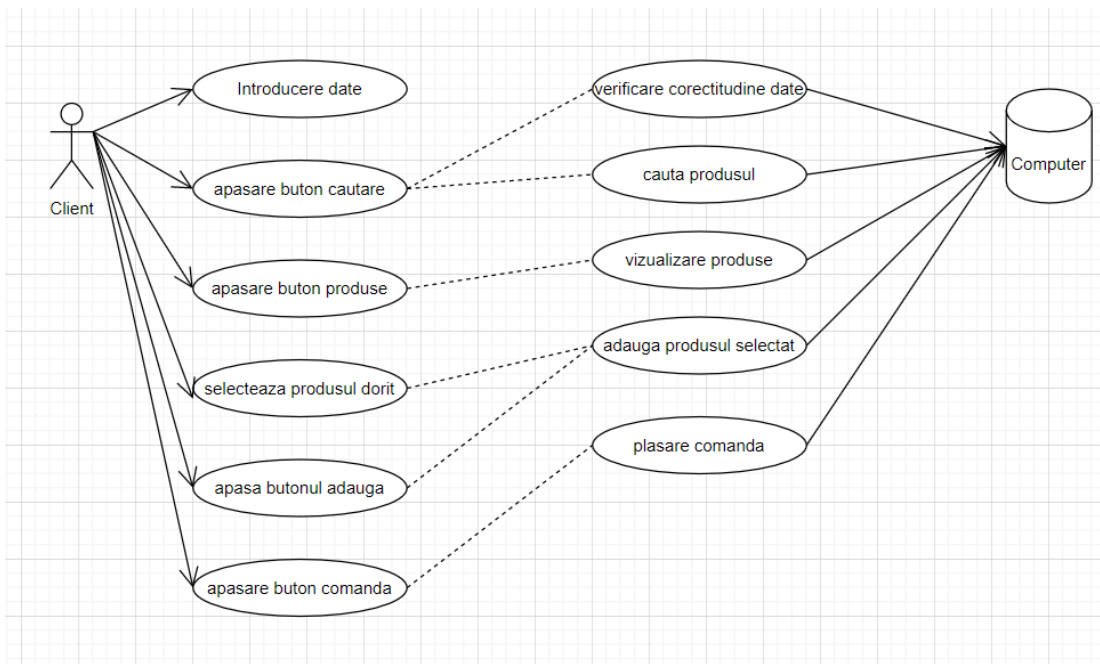 Introducere date
verificare corectitudine date
Computer
cauta produsul
apasare buton cautare
Client
vizualizare produse
apasare buton produse
adauga produsul selectat
selecteaza produsul dorit
plasare comanda
apasa butonul adauga
apasare buton comanda